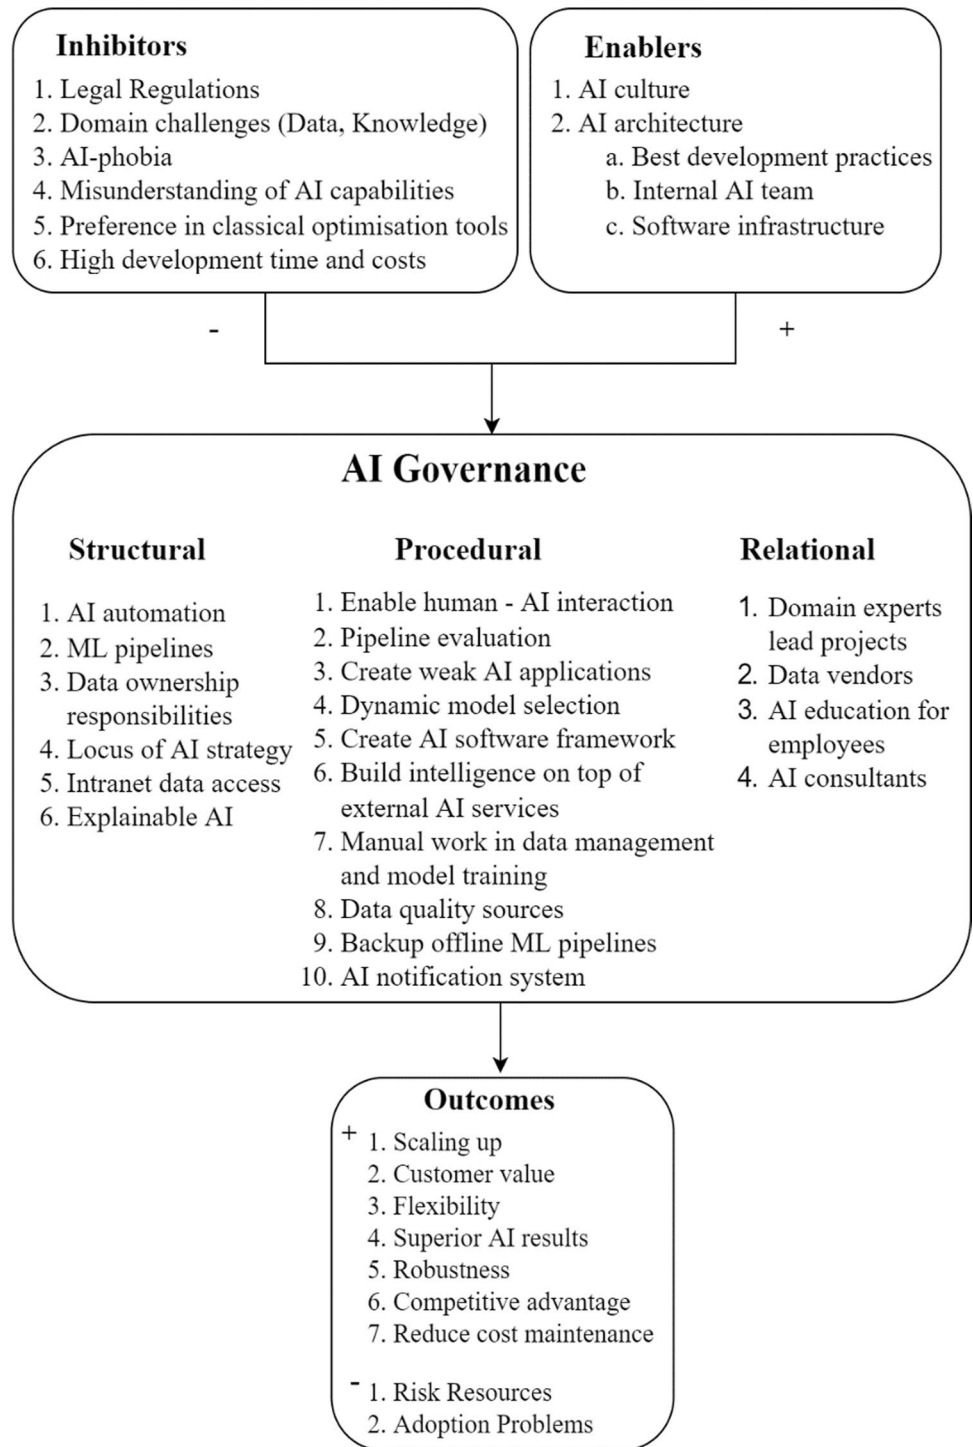 Inhibitors
1. Legal Regulations
2. Domain challenges (Data, Knowledge)
3. AI-phobia
4. Misunderstanding of AI capabilities
5. Preference in classical optimisation tools
6. High development time and costs
Enablers
1. AI culture
2. AI architecture
a. Best development practices
b. Internal AI team
c. Software infrastructure
-
+
AI Governance
Structural
1. AI automation
2. ML pipelines
3. Data ownership
responsibilities
4. Locus of AI strategy
5. Intranet data access
6. Explainable AI
Procedural
1. Enable human - AI interaction
2. Pipeline evaluation
3. Create weak AI applications
4. Dynamic model selection
5. Create AI software framework
6. Build intelligence on top of
external AI services
7. Manual work in data management
and model training
8. Data quality sources
9. Backup offline ML pipelines
10. AI notification system
Relational
1. Domain experts
lead projects
2. Data vendors
3. AI education for
employees
4. AI consultants
Outcomes
+
1. Scaling up
2. Customer value
3. Flexibility
4. Superior AI results
5. Robustness
6. Competitive advantage
7. Reduce cost maintenance
-
1. Risk Resources
2. Adoption Problems